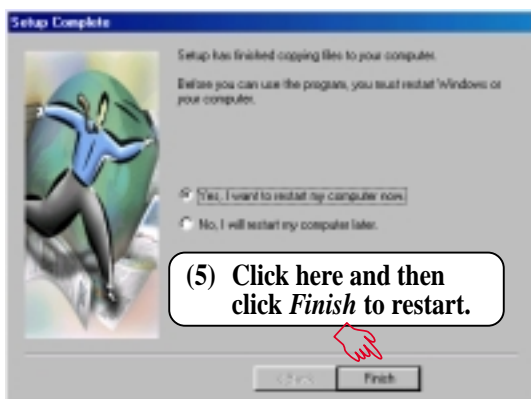 Setup Complete
Setup has finished copying files to your computer.
Before you can use the program, you must restart Windows or
your computer.
Yes, I want to restart my computer now.
No, I will restart my computer later.
(5) Click here and then
click Finish to restart.
< Back
Finish